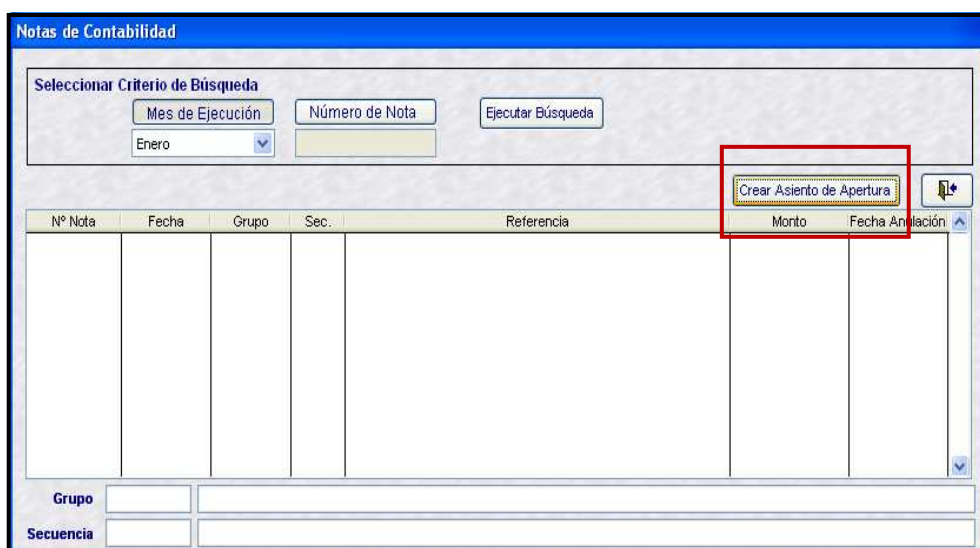 Notas de Contabilidad
Seleccionar Criterio de Búsqueda
Mes de Ejecución Número de Nota Ejecutar Búsqueda
Enero
Crear Asiento de Apertura
Nº Nota Fecha Grupo Sec. Referencia Monto Fecha Anulación
Grupo
Secuencia